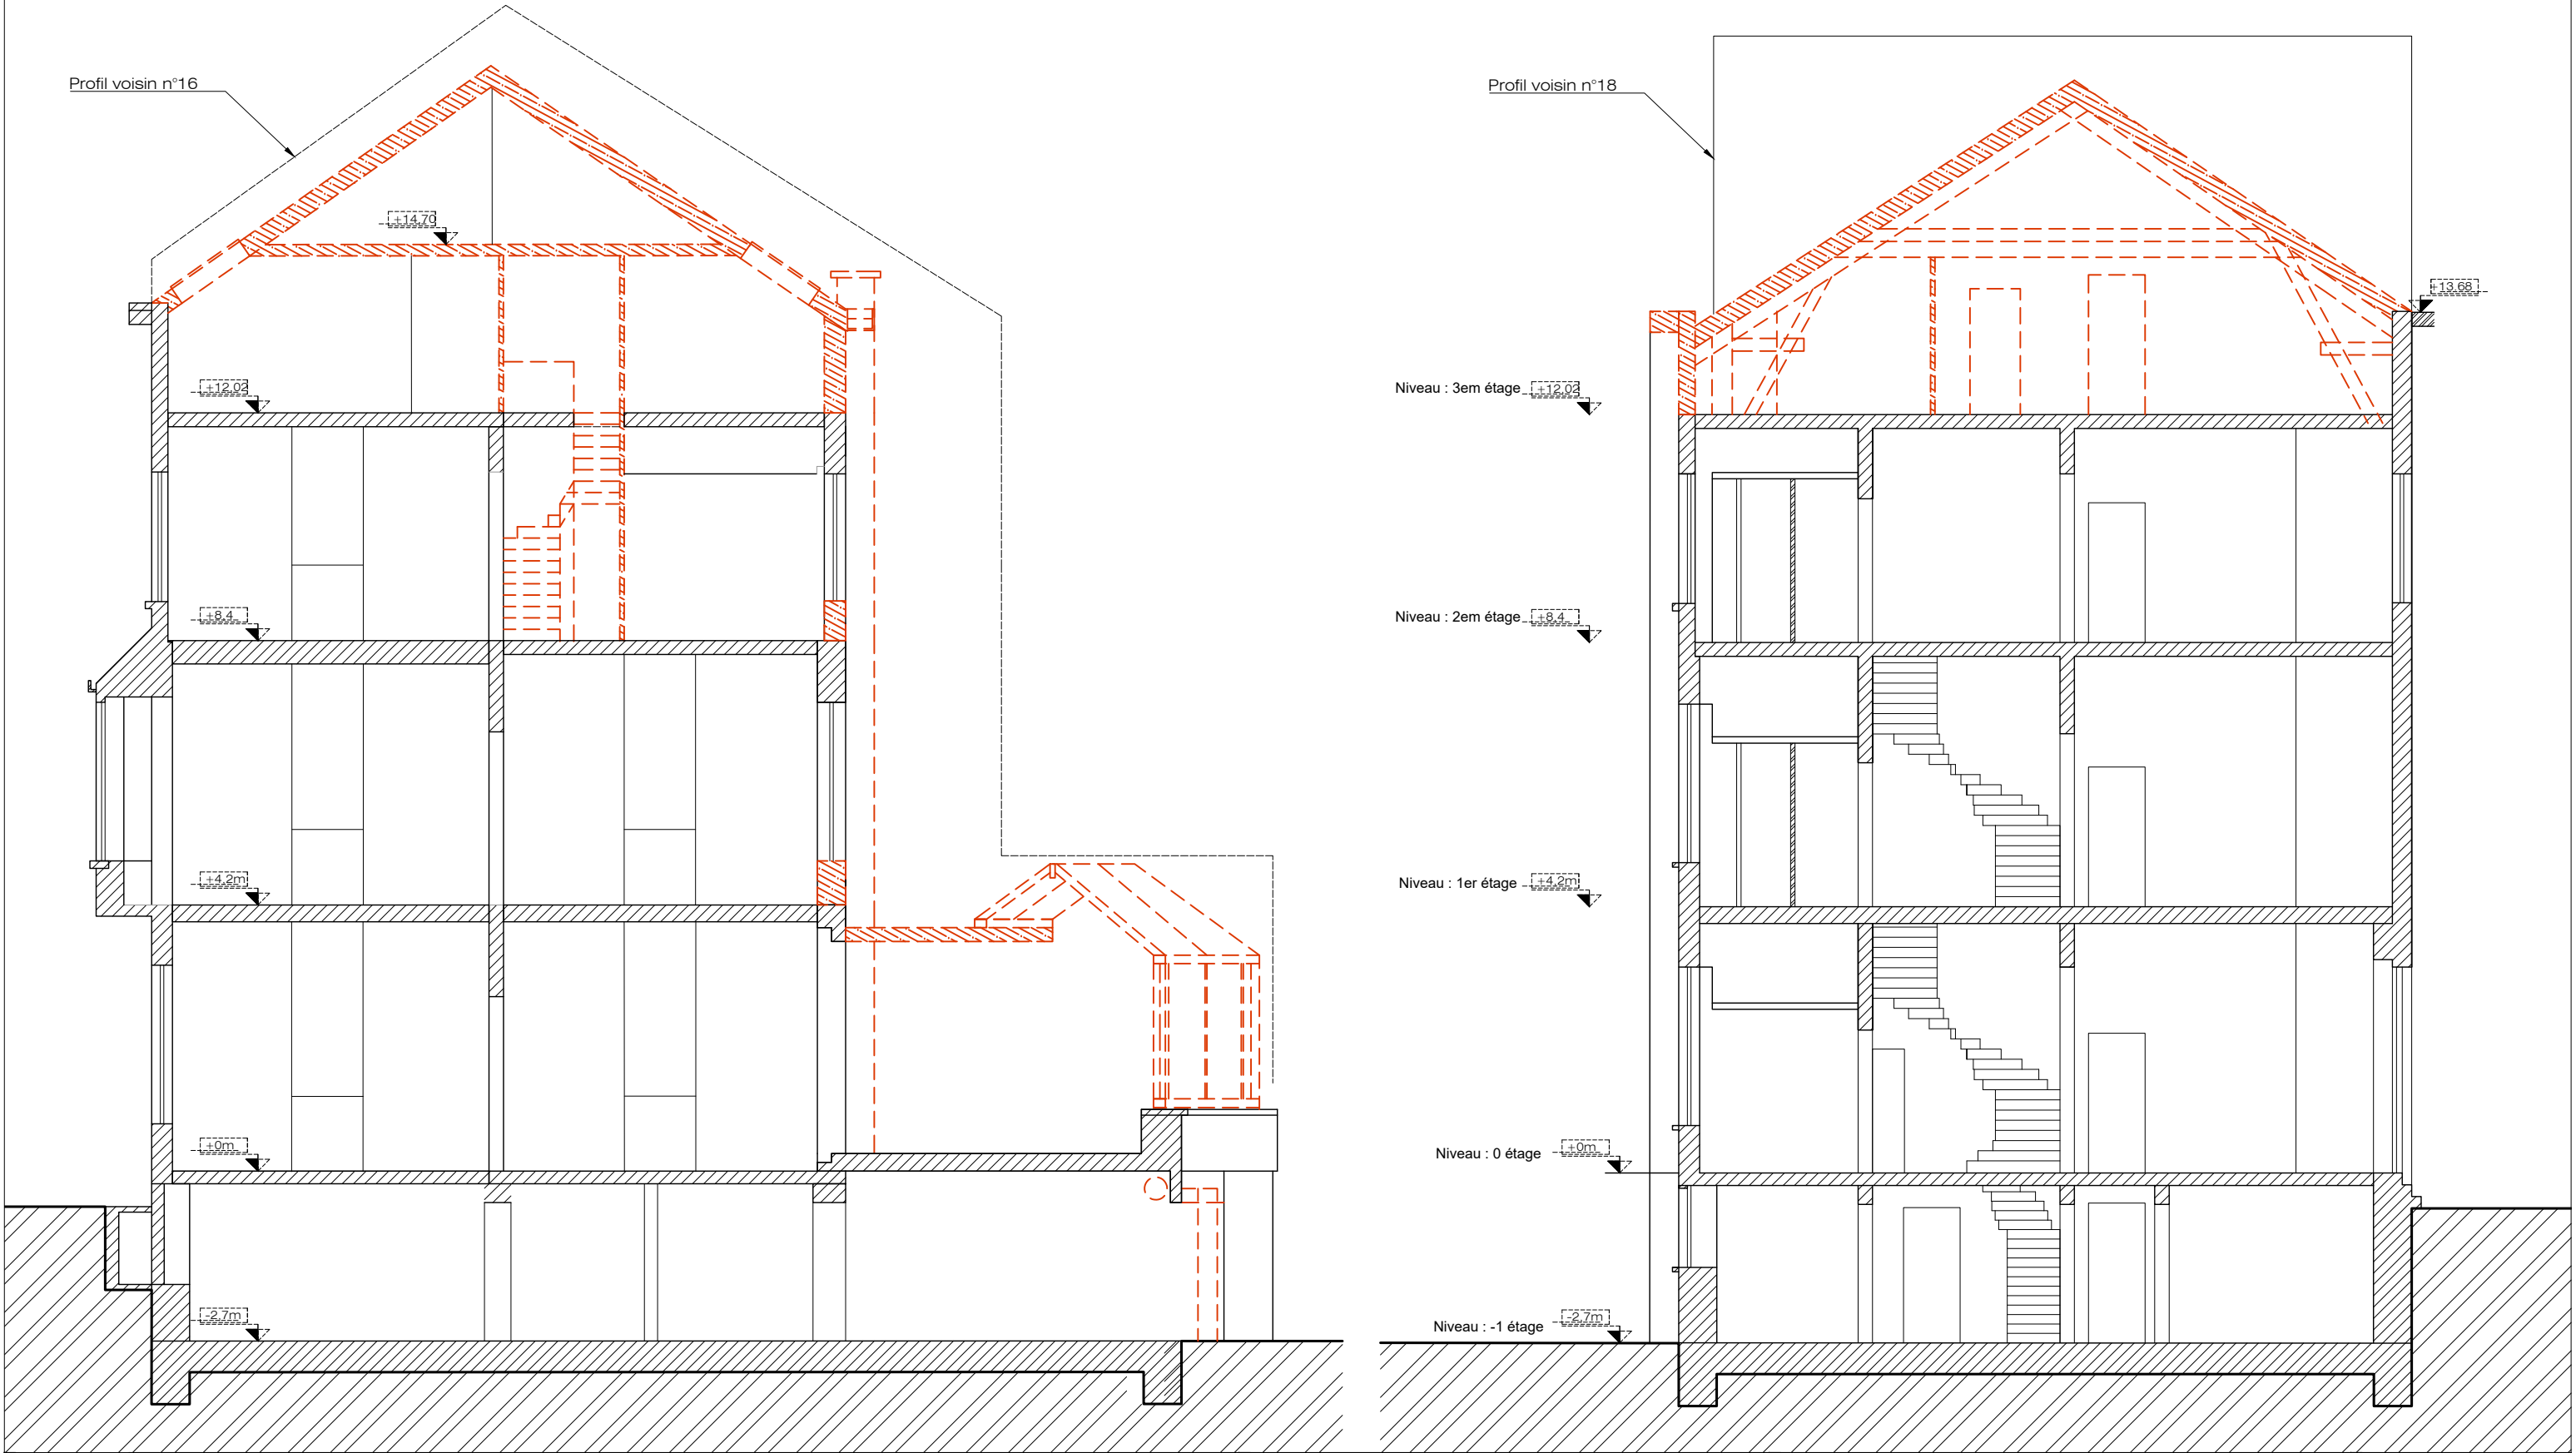 Profil voisin n°16
+14.70
+12.02
+8.4
+4.2m
+0m
-2.7m
Profil voisin n°18
+13.68
Niveau : 3em étage +12.02
Niveau : 2em étage +8.4
Niveau : 1er étage +4.2m
Niveau : 0 étage +0m
Niveau : -1 étage -2.7m